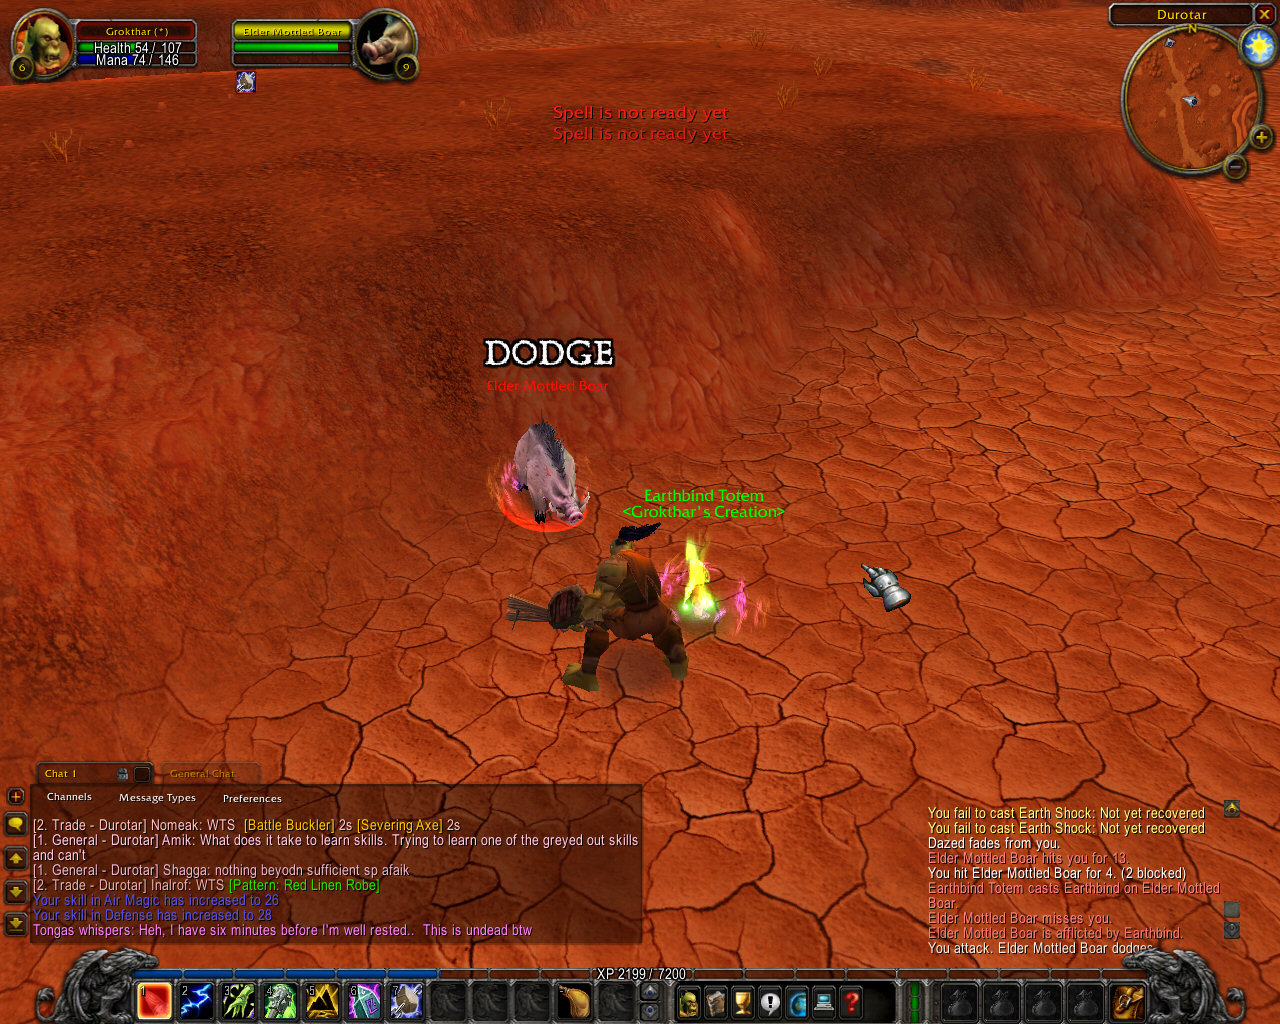 Grokthar (*)
Health 54 / 107
Mana 74 / 146
6
Elder Mottled Boar
9
Durotar
N
Spell is not ready yet
Spell is not ready yet
DODGE
Elder Mottled Boar
Earthbind Totem
<Grokthar's Creation>
Chat 1
General Chat
Channels
Message Types
Preferences
[2. Trade - Durotar] Nomeak: WTS [Battle Buckler] 2s [Severing Axe] 2s
[1. General - Durotar] Amik: What does it take to learn skills. Trying to learn one of the greyed out skills
and can't
[1. General - Durotar] Shagga: nothing beyodn sufficient sp afaik
[2. Trade - Durotar] Inalrof: WTS [Pattern: Red Linen Robe]
Your skill in Air Magic has increased to 26
Your skill in Defense has increased to 28
Tongas whispers: Heh, I have six minutes before I'm well rested.. This is undead btw
You fail to cast Earth Shock: Not yet recovered
You fail to cast Earth Shock: Not yet recovered
Dazed fades from you.
Elder Mottled Boar hits you for 13.
You hit Elder Mottled Boar for 4. (2 blocked)
Earthbind Totem casts Earthbind on Elder Mottled
Boar.
Elder Mottled Boar misses you.
Elder Mottled Boar is afflicted by Earthbind.
You attack. Elder Mottled Boar dodges.
XP 2199 / 7200
1
2
3
4
5
6
7